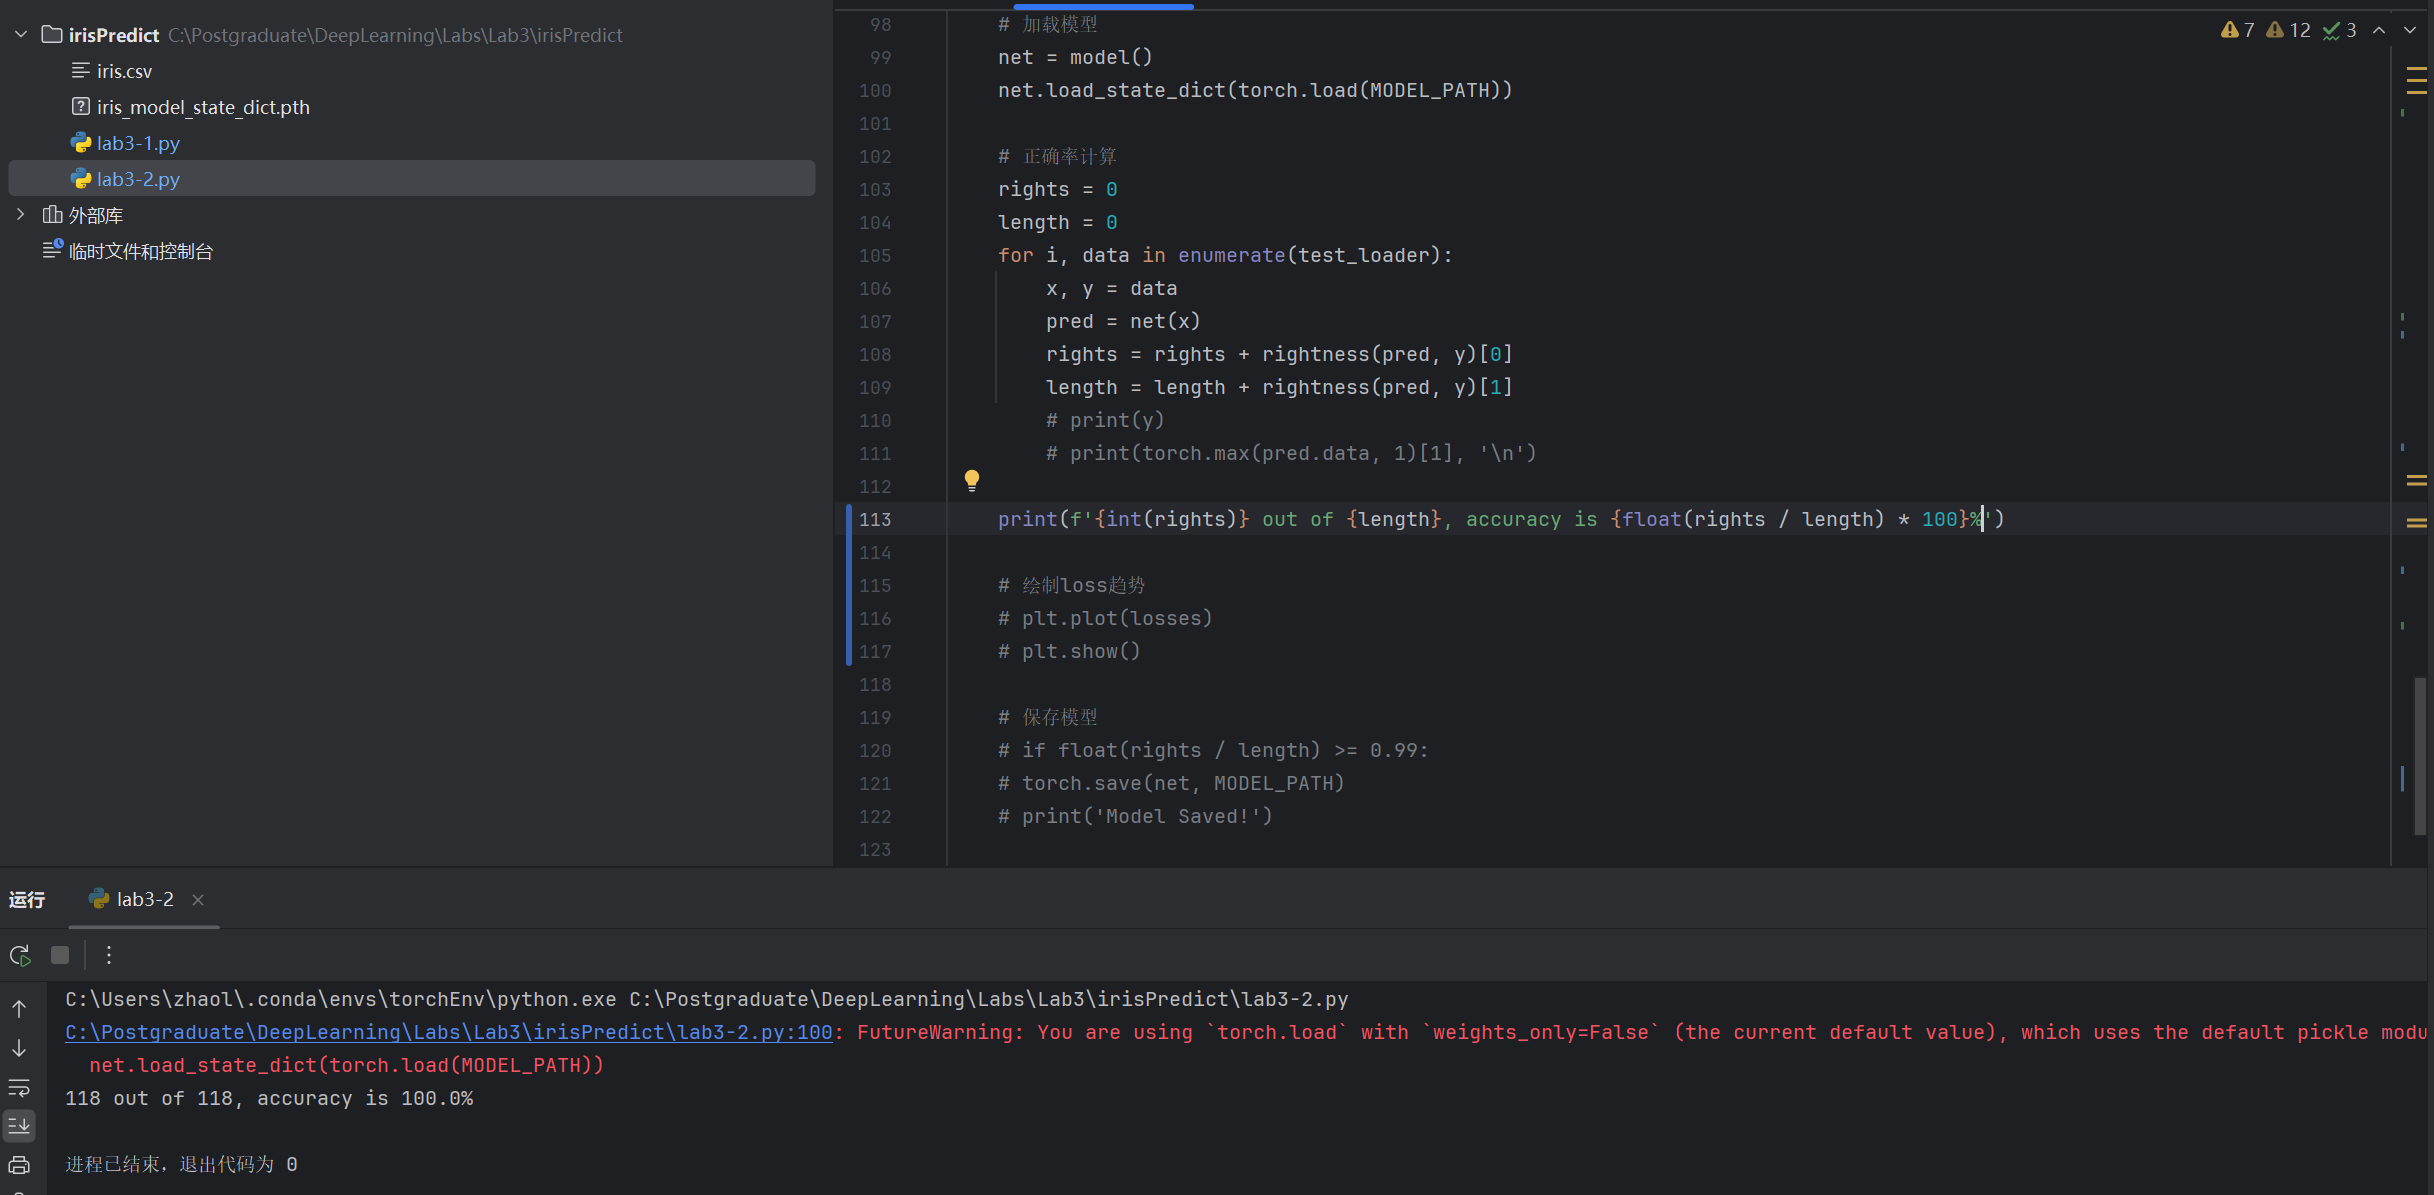 irisPredict C:\Postgraduate\DeepLearning\Labs\Lab3\irisPredict
iris.csv
iris_model_state_dict.pth
lab3-1.py
lab3-2.py
外部库
临时文件和控制台
7 12 3
98 # 加载模型
99 net = model()
100 net.load_state_dict(torch.load(MODEL_PATH))
101
102 # 正确率计算
103 rights = 0
104 length = 0
105 for i, data in enumerate(test_loader):
106 x, y = data
107 pred = net(x)
108 rights = rights + rightness(pred, y)[0]
109 length = length + rightness(pred, y)[1]
110 # print(y)
111 # print(torch.max(pred.data, 1)[1], '\n')
112
113 print(f'{int(rights)} out of {length}, accuracy is {float(rights / length) * 100}%')
114
115 # 绘制loss趋势
116 # plt.plot(losses)
117 # plt.show()
118
119 # 保存模型
120 # if float(rights / length) >= 0.99:
121 # torch.save(net, MODEL_PATH)
122 # print('Model Saved!')
123
运行 lab3-2
C:\Users\zhaol\.conda\envs\torchEnv\python.exe C:\Postgraduate\DeepLearning\Labs\Lab3\irisPredict\lab3-2.py
C:\Postgraduate\DeepLearning\Labs\Lab3\irisPredict\lab3-2.py:100: FutureWarning: You are using `torch.load` with `weights_only=False` (the current default value), which uses the default pickle modu
net.load_state_dict(torch.load(MODEL_PATH))
118 out of 118, accuracy is 100.0%
进程已结束，退出代码为 0